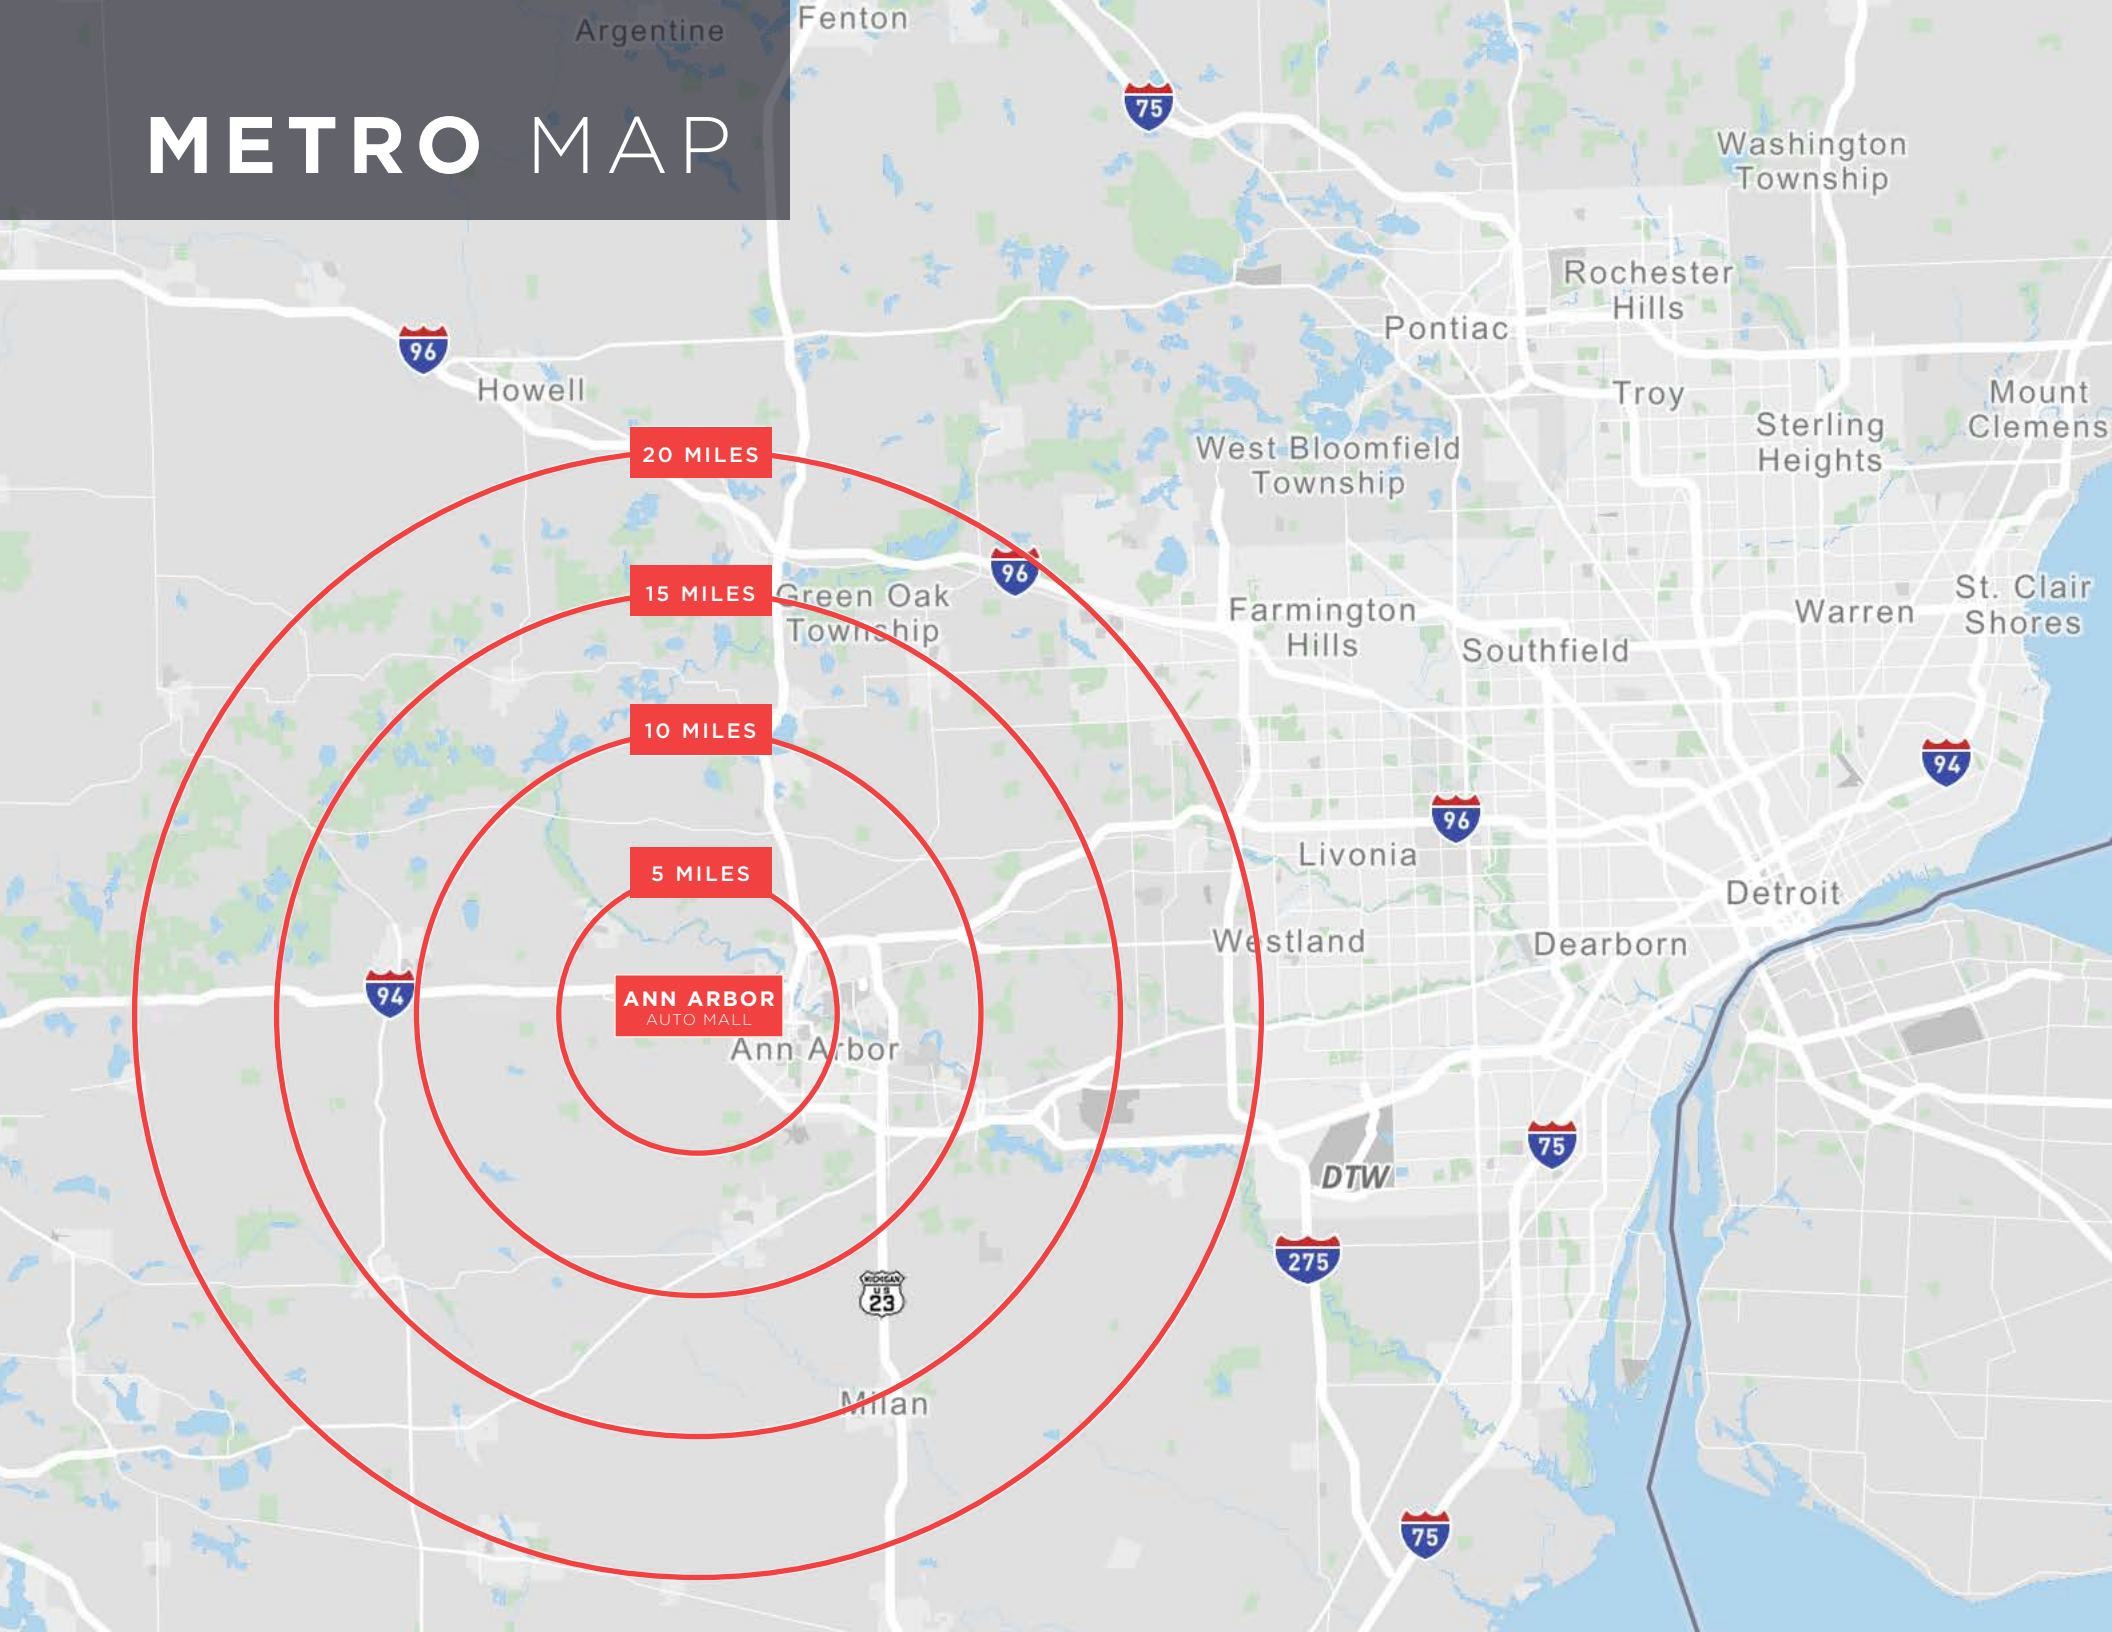 Argentine
Fenton
METRO MAP
75
Washington
Township
Rochester
Hills
Pontiac
96
Howell
Troy
Mount
Clemens
Sterling
Heights
West Bloomfield
Township
20 MILES
96
15 MILES
Green Oak
Township
St. Clair
Shores
Farmington
Hills
Warren
Southfield
10 MILES
94
96
Livonia
5 MILES
Detroit
Westland
Dearborn
94
ANN ARBOR
AUTO MALL
Ann Arbor
75
DTW
275
MICHIGAN
US
23
Milan
75